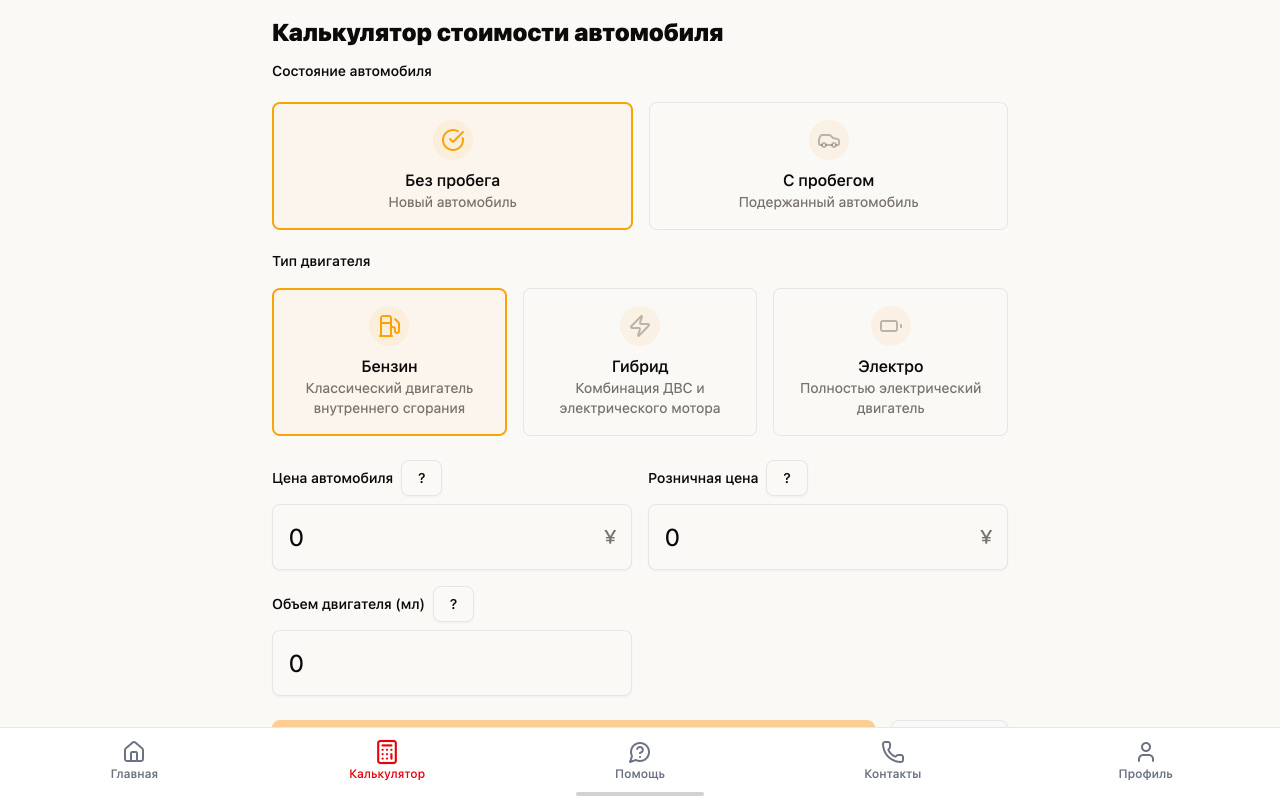 Калькулятор стоимости автомобиля
Состояние автомобиля
Без пробега
Новый автомобиль
С пробегом
Подержанный автомобиль
Тип двигателя
Бензин
Классический двигатель
внутреннего сгорания
Гибрид
Комбинация ДВС и
электрического мотора
Электро
Полностью электрический
двигатель
Цена автомобиля ?
0 ¥
Розничная цена ?
0 ¥
Объем двигателя (мл) ?
0
Главная
Калькулятор
Помощь
Контакты
Профиль